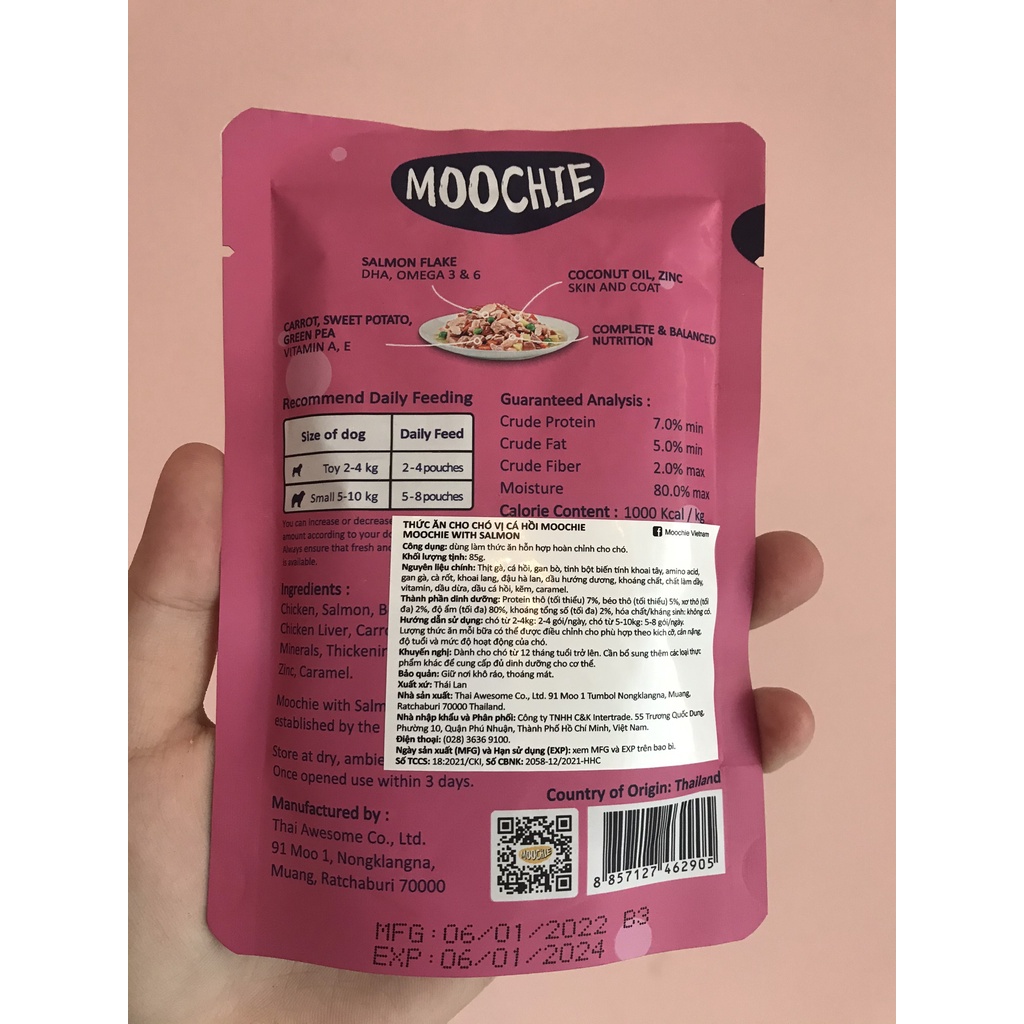 MOOCHIE
SALMON FLAKE
DHA, OMEGA 3 & 6
COCONUT OIL, ZINC
SKIN AND COAT
CARROT, SWEET POTATO,
GREEN PEA
VITAMIN A, E
COMPLETE & BALANCED
NUTRITION
Recommend Daily Feeding
Size of dog Daily Feed
Toy 2-4 kg 2-4 pouches
Small 5-10 kg 5-8 pouches
You can increase or decrease
amount according to your do
Always ensure that fresh and
is available.
Guaranteed Analysis :
Crude Protein 7.0% min
Crude Fat 5.0% min
Crude Fiber 2.0% max
Moisture 80.0% max
Calorie Content : 1000 Kcal / kg
THỨC ĂN CHO CHÓ VỊ CÁ HỒI MOOCHIE
MOOCHIE WITH SALMON
Moochie Vietnam
Công dụng: dùng làm thức ăn hỗn hợp hoàn chỉnh cho chó.
Khối lượng tịnh: 85g.
Nguyên liệu chính: Thịt gà, cá hồi, gan bò, tinh bột biến tính khoai tây, amino acid,
gan gà, cà rốt, khoai lang, đậu hà lan, dầu hướng dương, khoáng chất, chất làm dầy,
vitamin, dầu dừa, dầu cá hồi, kẽm, caramel.
Thành phần dinh dưỡng: Protein thô (tối thiểu) 7%, béo thô (tối thiểu) 5%, xơ thô (tối
đa) 2%, độ ẩm (tối đa) 80%, khoáng tổng số (tối đa) 2%, hóa chất/kháng sinh: không có.
Hướng dẫn sử dụng: chó từ 2-4kg: 2-4 gói/ngày, chó từ 5-10kg: 5-8 gói/ngày.
Lượng thức ăn mỗi bữa có thể được điều chỉnh cho phù hợp theo kích cỡ, cân nặng,
độ tuổi và mức độ hoạt động của chó.
Khuyến nghị: Dành cho chó từ 12 tháng tuổi trở lên. Cần bổ sung thêm các loại thực
phẩm khác để cung cấp đủ dinh dưỡng cho cơ thể.
Bảo quản: Giữ nơi khô ráo, thoáng mát.
Xuất xứ: Thái Lan
Nhà sản xuất: Thai Awesome Co., Ltd. 91 Moo 1 Tumbol Nongklangna, Muang,
Ratchaburi 70000 Thailand.
Nhà nhập khẩu và Phân phối: Công ty TNHH C&K Intertrade. 55 Trương Quốc Dung,
Phường 10, Quận Phú Nhuận, Thành Phố Hồ Chí Minh, Việt Nam.
Điện thoại: (028) 3636 9100.
Ngày sản xuất (MFG) và Hạn sử dụng (EXP): xem MFG và EXP trên bao bì.
Số TCCS: 18:2021/CKI, Số CBNK: 2058-12/2021-HHC
Ingredients :
Chicken, Salmon, B
Chicken Liver, Carr
Minerals, Thickenin
Zinc, Caramel.
Moochie with Salm
established by the
Store at dry, ambie
Once opened use within 3 days.
Manufactured by :
Thai Awesome Co., Ltd.
91 Moo 1, Nongklangna,
Muang, Ratchaburi 70000
Country of Origin: Thailand
MOOCHIE
8 857127 462905
MFG : 06/01/2022 B3
EXP : 06/01/2024